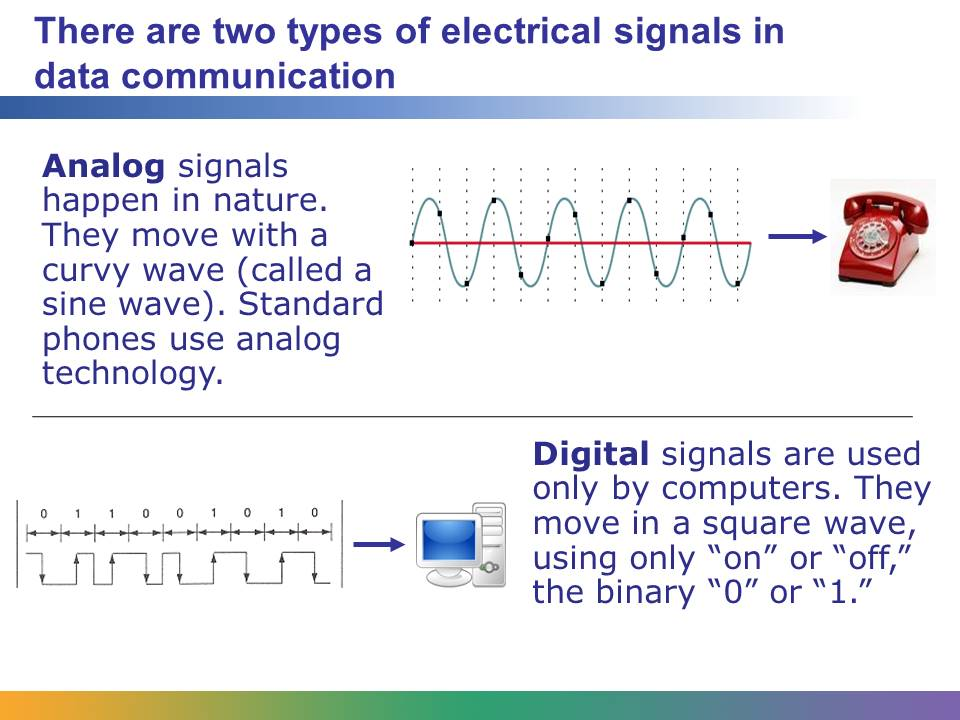 There are two types of electrical signals in
data communication
Analog signals
happen in nature.
They move with a
curvy wave (called a
sine wave). Standard
phones use analog
technology.
Digital signals are used
only by computers. They
move in a square wave,
using only “on” or “off,”
the binary “0” or “1.”
0 1 1 0 0 1 0 1 0